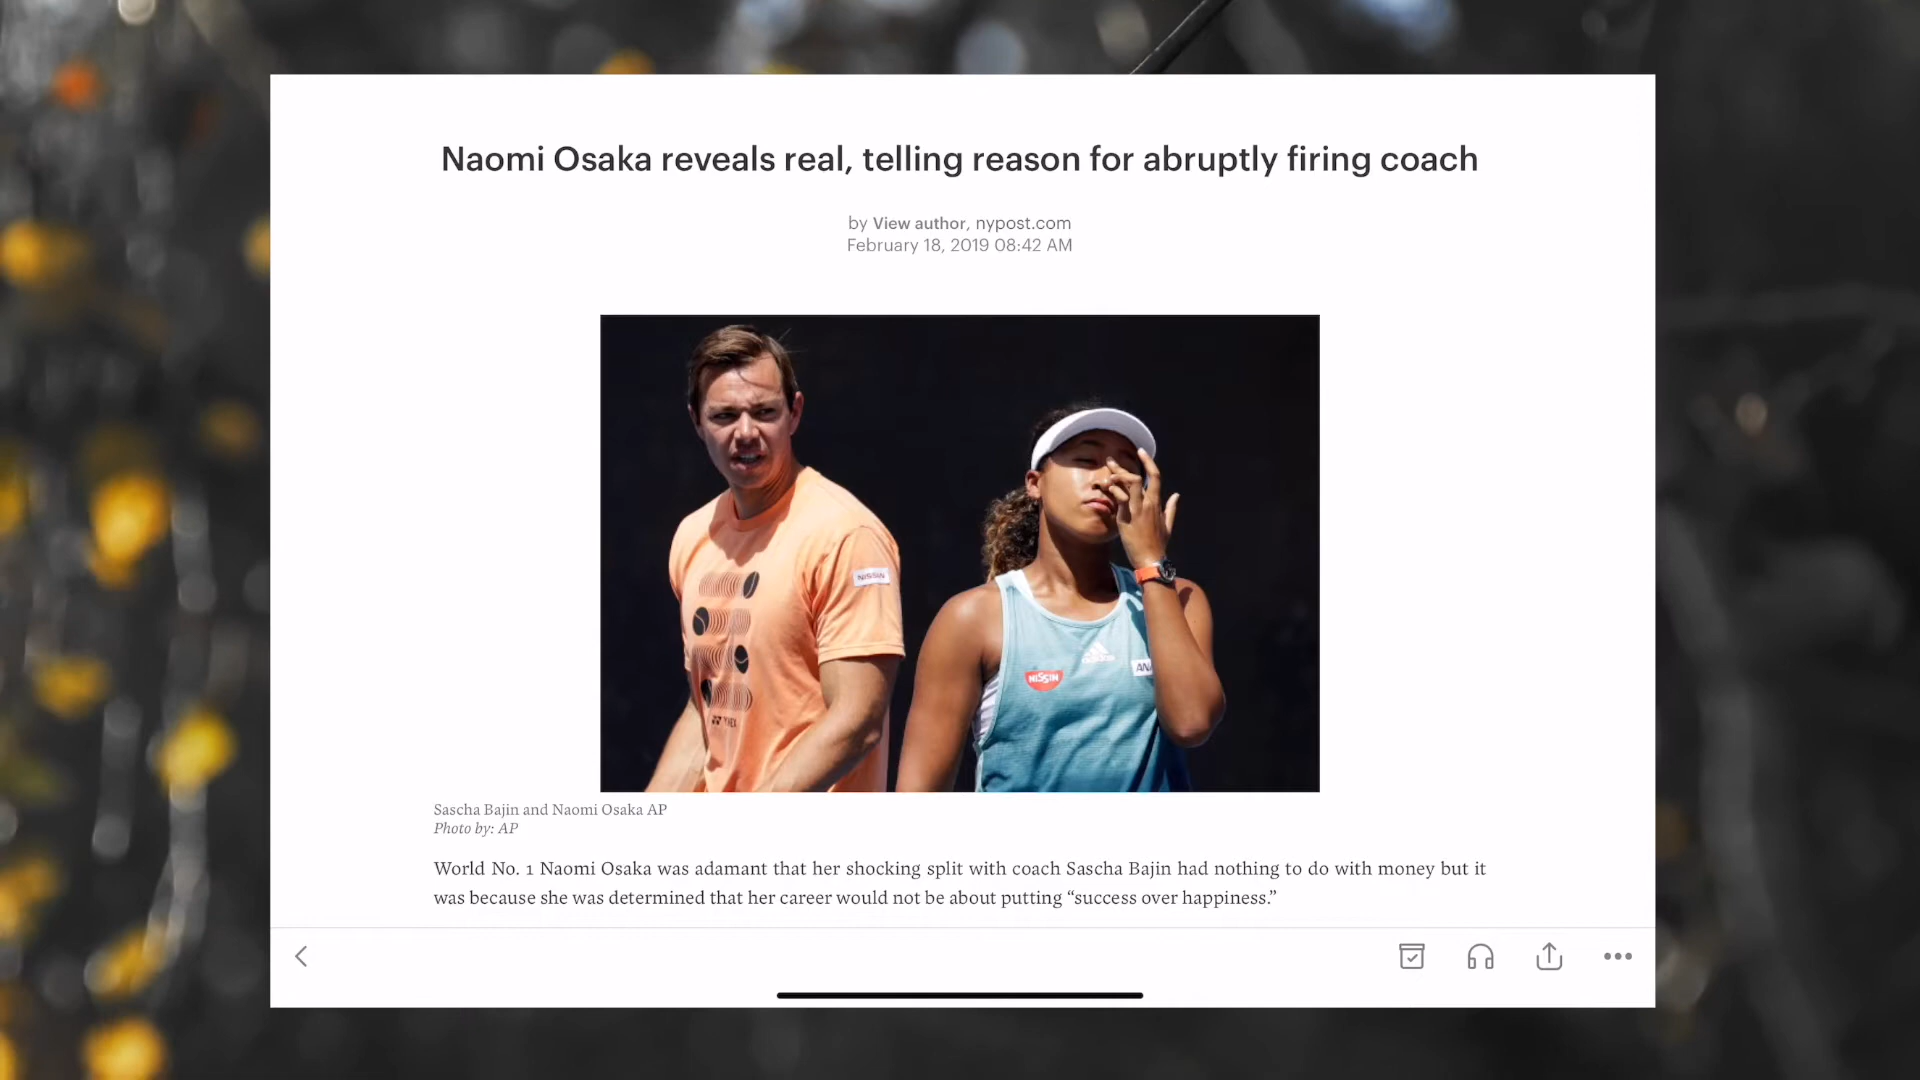 Naomi Osaka reveals real, telling reason for abruptly firing coach
by View author, nypost.com
February 18, 2019 08:42 AM
NISSIN
adidas
NISSIN
AN
Sascha Bajin and Naomi Osaka AP
Photo by: AP
World No. 1 Naomi Osaka was adamant that her shocking split with coach Sascha Bajin had nothing to do with money but it
was because she was determined that her career would not be about putting “success over happiness.”